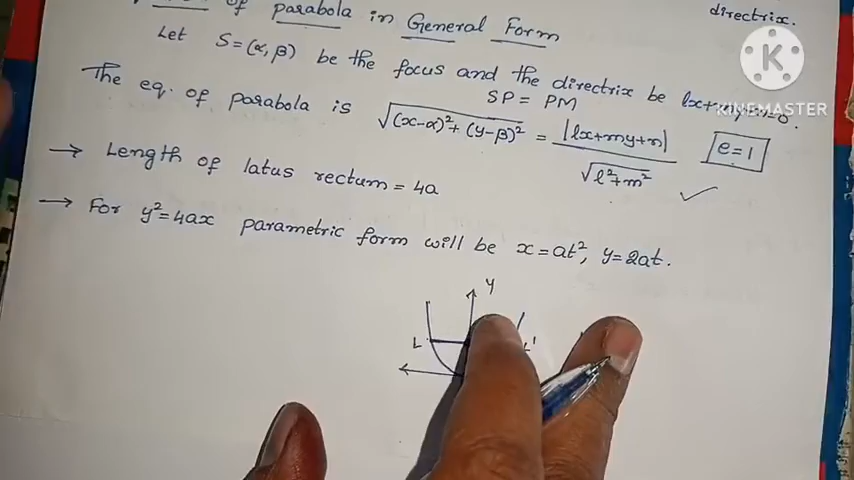 of parabola in General Form
directrix.
Let S=(α, β) be the focus and the directrix be lx+my+n=0.
SP = PM
The eq. of parabola is √(x-α)²+(y-β)² = |lx+my+n| / √l²+m² e=1
→ Length of latus rectum = 4a
→ For y²=4ax parametric form will be x=at², y=2at.
Y
L L'
KINEMASTER